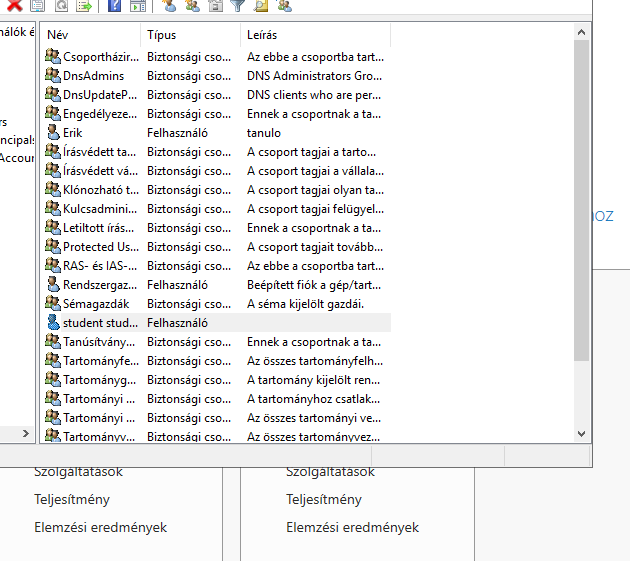 nálók é
rs
ncipals
Accour
Név Típus Leírás
Csoportházir... Biztonsági cso... Az ebbe a csoportba tart...
DnsAdmins Biztonsági cso... DNS Administrators Gro...
DnsUpdateP... Biztonsági cso... DNS clients who are per...
Engedélyeze... Biztonsági cso... Ennek a csoportnak a ta...
Erik Felhasználó tanulo
Írásvédett ta... Biztonsági cso... A csoport tagjai a tarto...
Írásvédett vá... Biztonsági cso... A csoport tagjai a vállala...
Klónozható t... Biztonsági cso... A csoport tagjai olyan ta...
Kulcsadmini... Biztonsági cso... A csoport tagjai felügyel...
Letiltott írás... Biztonsági cso... Ennek a csoportnak a ta...
Protected Us... Biztonsági cso... A csoport tagjait tovább...
RAS- és IAS-... Biztonsági cso... Az ebbe a csoportba tart...
Rendszergaz... Felhasználó Beépített fiók a gép/tart...
Sémagazdák Biztonsági cso... A séma kijelölt gazdái.
student stud... Felhasználó
Tanúsítvány... Biztonsági cso... Ennek a csoportnak a ta...
Tartományfe... Biztonsági cso... Az összes tartományfelh...
Tartományg... Biztonsági cso... A tartomány kijelölt ren...
Tartományi ... Biztonsági cso... A tartományhoz csatlak...
Tartományi ... Biztonsági cso... Az összes tartományi ve...
Tartományv... Biztonsági cso... Az összes tartományvez...
HOZ
Szolgáltatások Szolgáltatások
Teljesítmény Teljesítmény
Elemzési eredmények Elemzési eredmények